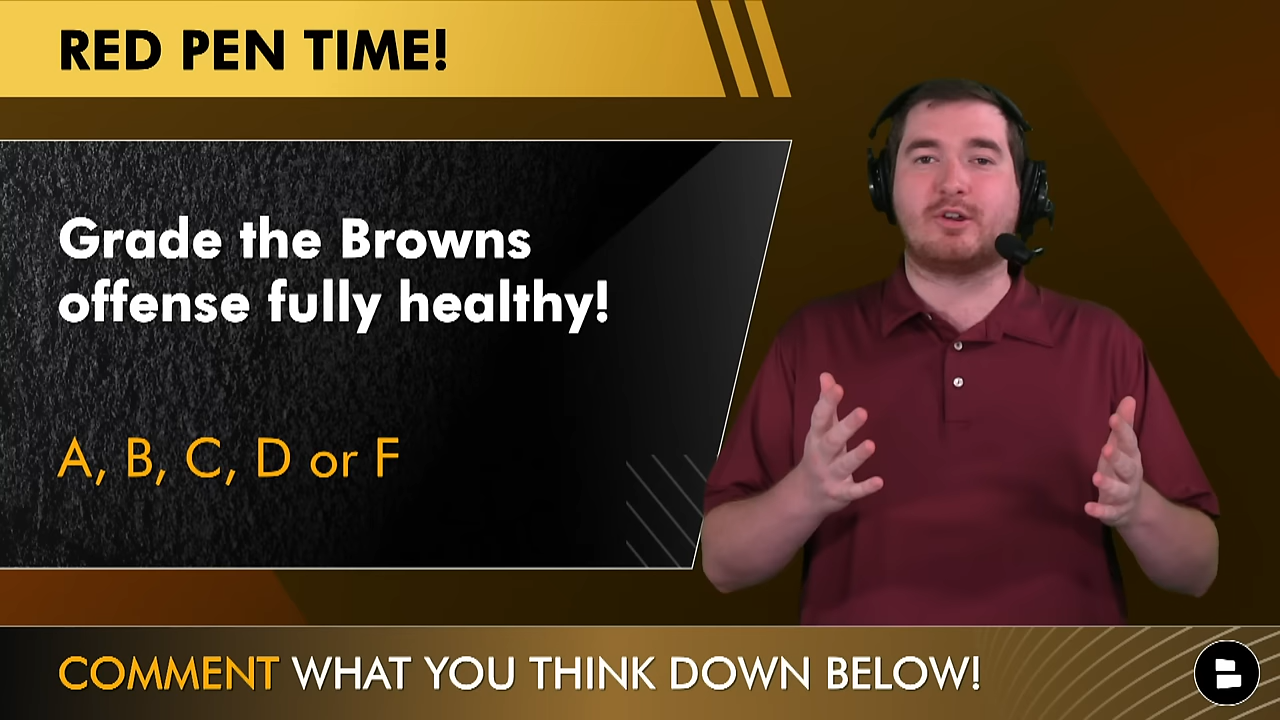 RED PEN TIME!
Grade the Browns
offense fully healthy!
A, B, C, D or F
COMMENT WHAT YOU THINK DOWN BELOW!